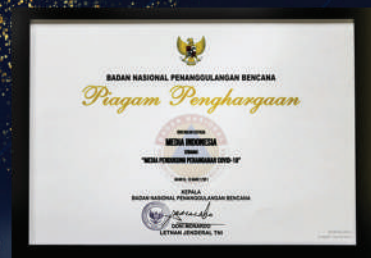 BADAN NASIONAL PENANGGULANGAN BENCANA
Piagam Penghargaan
MEDIA INDONESIA
"MEDIA PENDUKUNG PENANGANAN COVID-19"
KEPALA
BADAN NASIONAL PENANGGULANGAN BENCANA
DONI MONARDO
LETNAN JENDERAL TNI